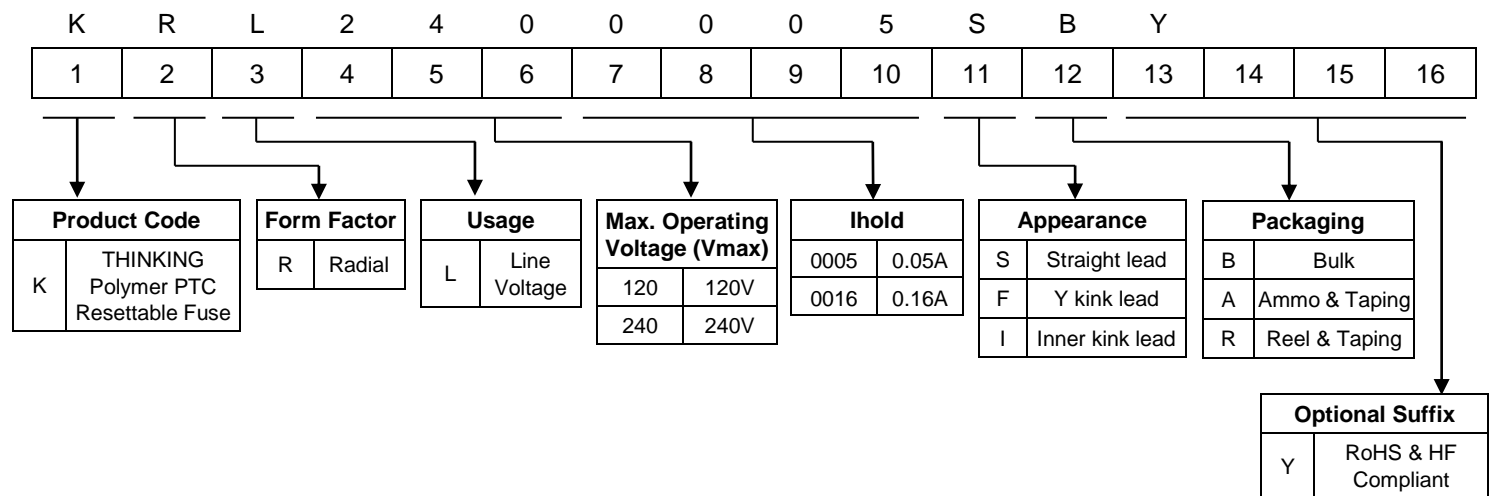 K R L 2 4 0 0 0 0 5 S B Y
1 2 3 4 5 6 7 8 9 10 11 12 13 14 15 16
Product Code
K THINKING
Polymer PTC
Resettable Fuse
Form Factor
R Radial
Usage
L Line
Voltage
Max. Operating
Voltage (Vmax)
120 120V
240 240V
Ihold
0005 0.05A
0016 0.16A
Appearance
S Straight lead
F Y kink lead
I Inner kink lead
Packaging
B Bulk
A Ammo & Taping
R Reel & Taping
Optional Suffix
Y RoHS & HF
Compliant